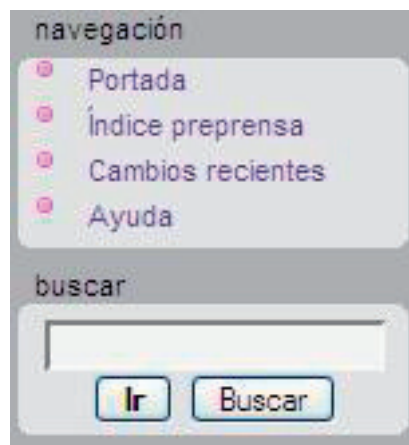 navegación
Portada
Índice preprensa
Cambios recientes
Ayuda
buscar
Ir Buscar